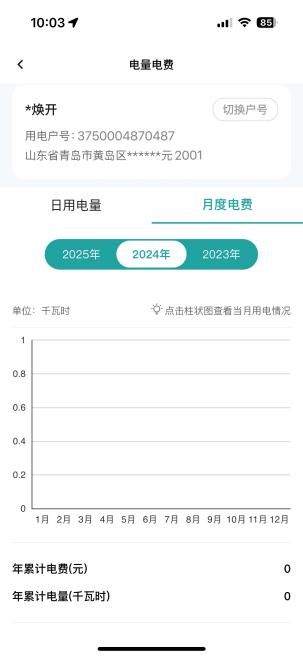 10:03
85
电量电费
*焕开
切换户号
用电户号: 3750004870487
山东省青岛市黄岛区******元2001
日用电量
月度电费
2025年
2024年
2023年
单位: 千瓦时
点击柱状图查看当月用电情况
1
0.8
0.6
0.4
0.2
0
1月 2月 3月 4月 5月 6月 7月 8月 9月 10月 11月 12月
年累计电费(元) 0
年累计电量(千瓦时) 0